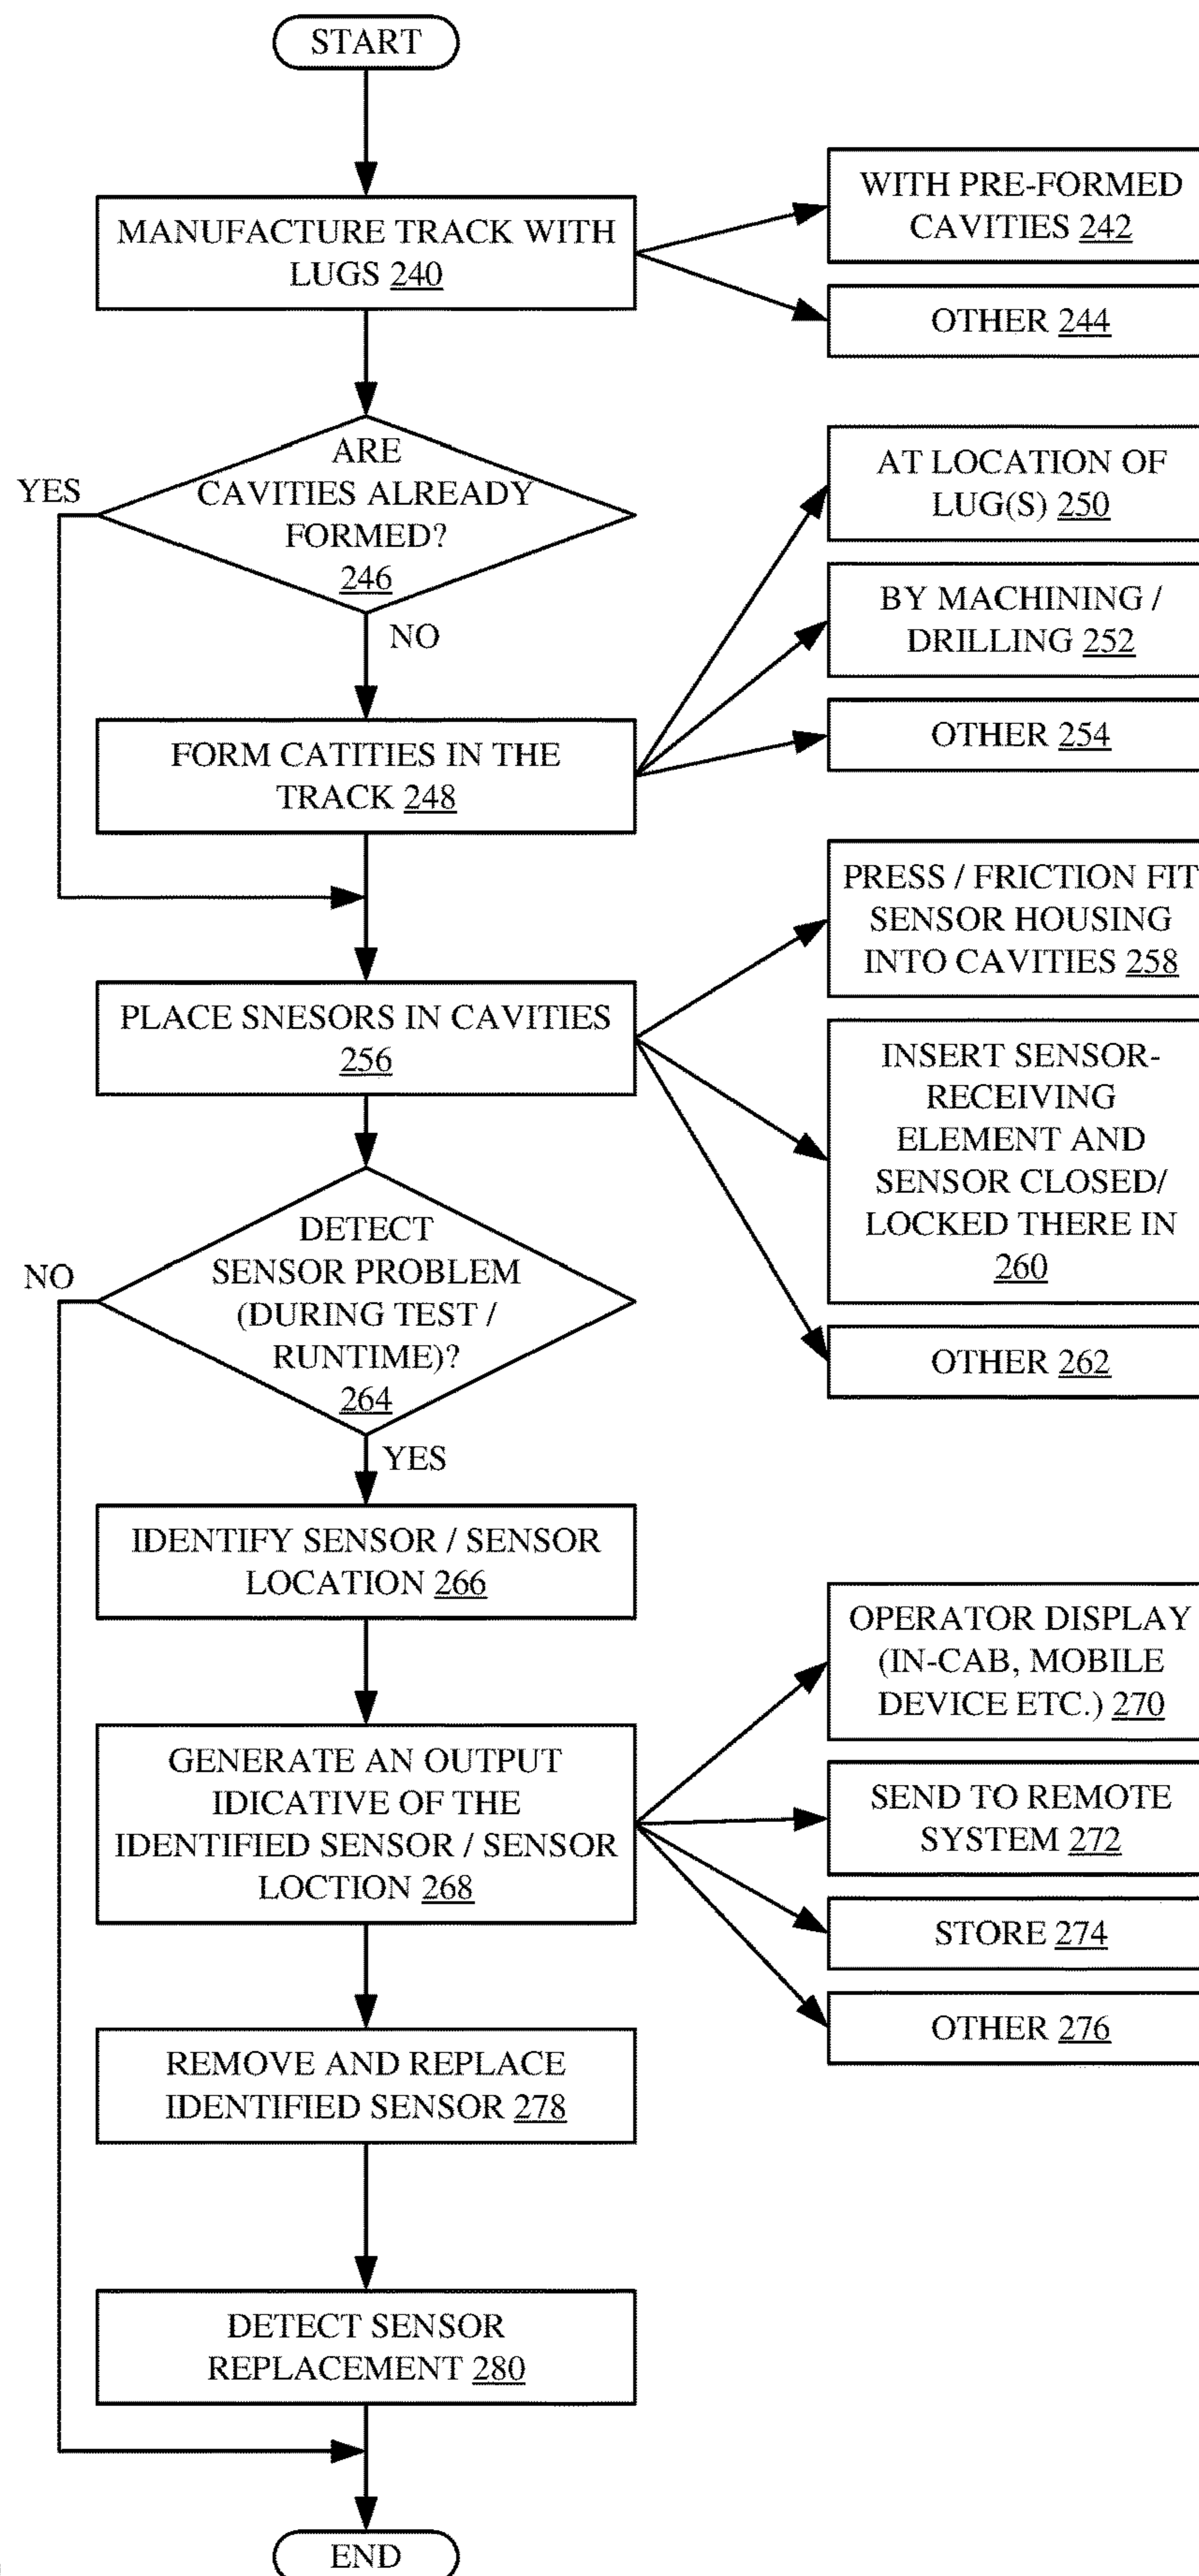 START
MANUFACTURE TRACK WITH
LUGS 240
WITH PRE-FORMED
CAVITIES 242
OTHER 244
ARE
CAVITIES ALREADY
FORMED?
246
YES
NO
AT LOCATION OF
LUG(S) 250
BY MACHINING /
DRILLING 252
OTHER 254
FORM CATITIES IN THE
TRACK 248
PLACE SNESORS IN CAVITIES
256
PRESS / FRICTION FIT
SENSOR HOUSING
INTO CAVITIES 258
INSERT SENSOR-
RECEIVING
ELEMENT AND
SENSOR CLOSED/
LOCKED THERE IN
260
OTHER 262
DETECT
SENSOR PROBLEM
(DURING TEST /
RUNTIME)?
264
NO
YES
IDENTIFY SENSOR / SENSOR
LOCATION 266
GENERATE AN OUTPUT
IDICATIVE OF THE
IDENTIFIED SENSOR / SENSOR
LOCTION 268
OPERATOR DISPLAY
(IN-CAB, MOBILE
DEVICE ETC.) 270
SEND TO REMOTE
SYSTEM 272
STORE 274
OTHER 276
REMOVE AND REPLACE
IDENTIFIED SENSOR 278
DETECT SENSOR
REPLACEMENT 280
END